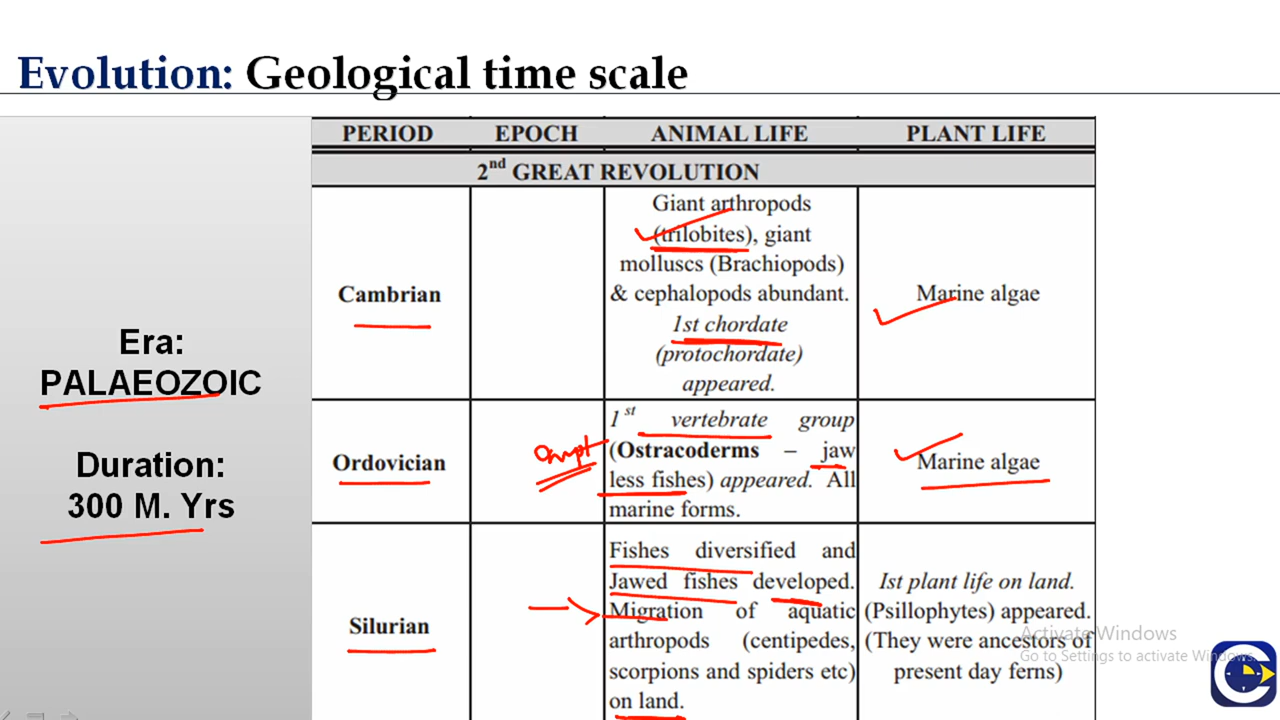 Evolution: Geological time scale
PERIOD EPOCH ANIMAL LIFE PLANT LIFE
2nd GREAT REVOLUTION
Era:
PALAEOZOIC
Duration:
300 M. Yrs
Cambrian
Giant arthropods
(trilobites), giant
molluscs (Brachiopods)
& cephalopods abundant.
1st chordate
(protochordate)
appeared.
Marine algae
Ordovician
1st vertebrate group
(Ostracoderms – jaw
less fishes) appeared. All
marine forms.
Marine algae
Silurian
Fishes diversified and
Jawed fishes developed.
Migration of aquatic
arthropods (centipedes,
scorpions and spiders etc)
on land.
Ist plant life on land.
(Psillophytes) appeared.
(They were ancestors of
present day ferns)
Activate Windows
Go to Settings to activate Windows.